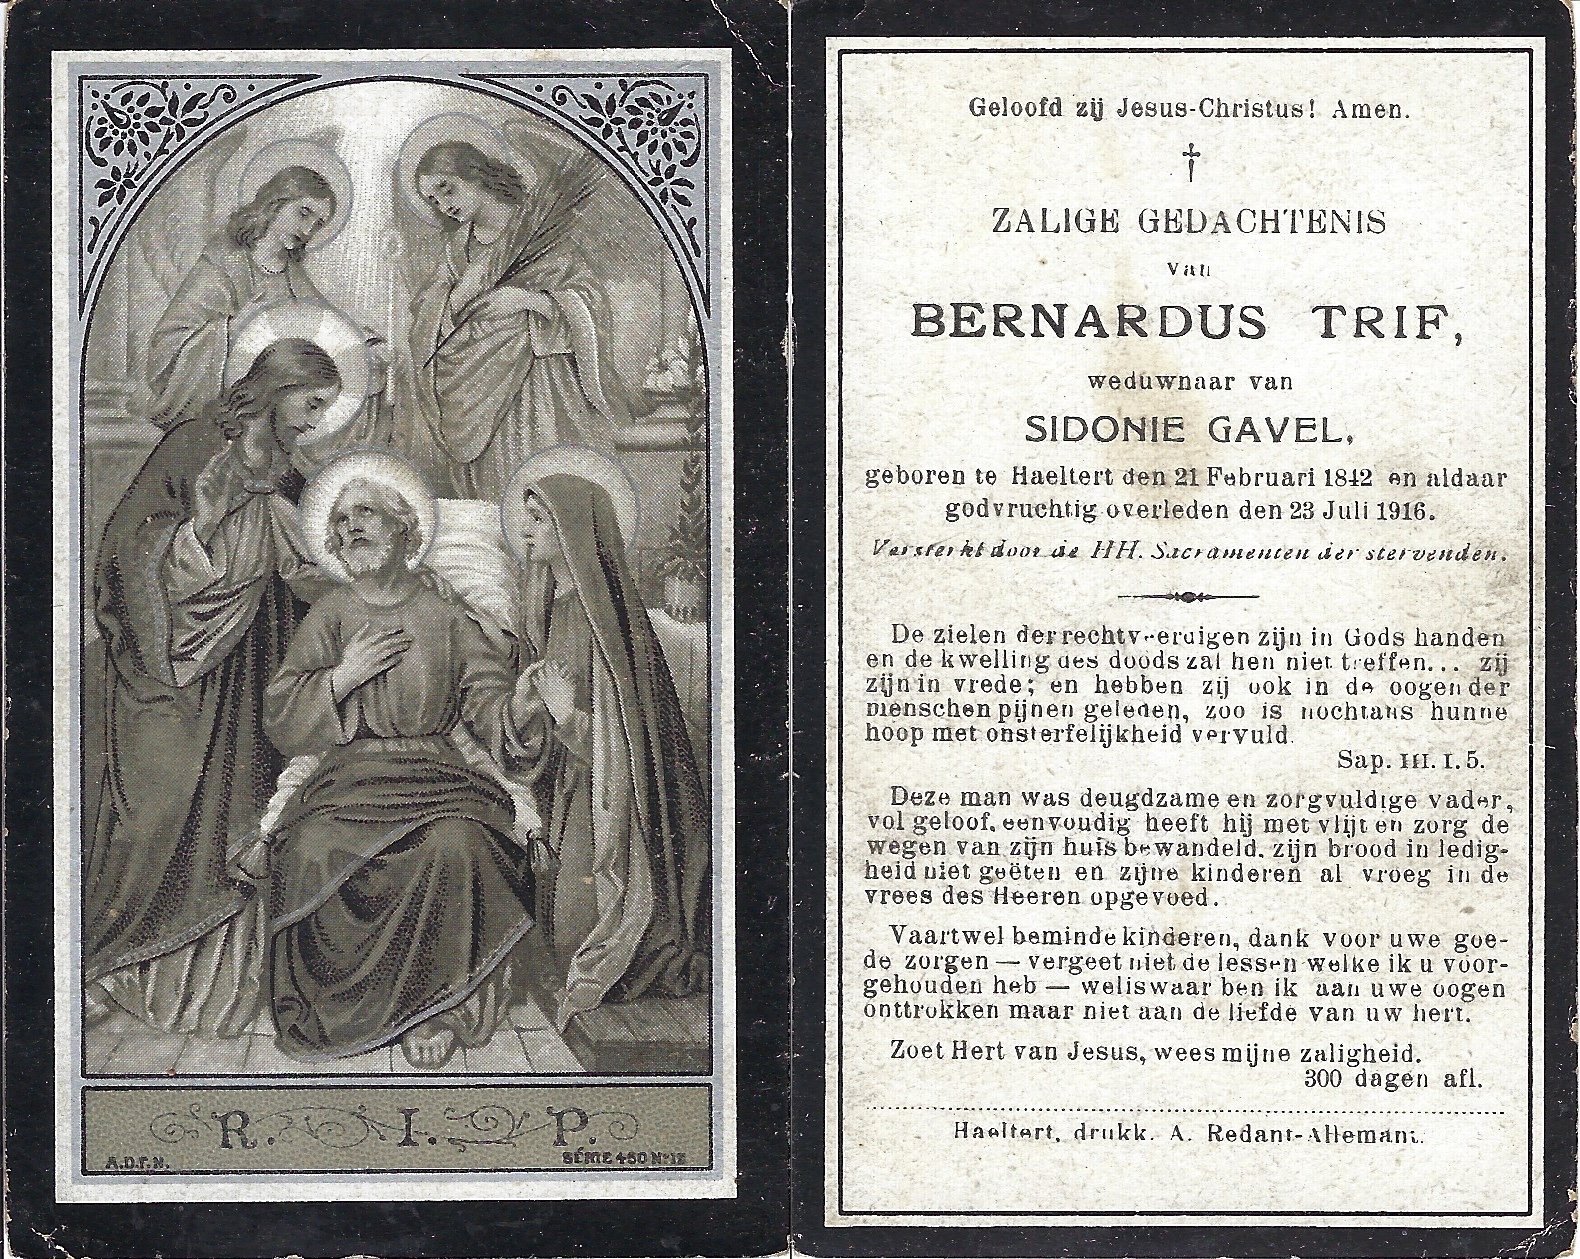 R. I. P.
A.D.F.N.
SÉRIE 450 No 12
Geloofd zij Jesus-Christus! Amen.
†
ZALIGE GEDACHTENIS
van
BERNARDUS TRIF,
weduwnaar van
SIDONIE GAVEL,
geboren te Haeltert den 21 Februari 1842 en aldaar
godvruchtig overleden den 23 Juli 1916.
Versterkt door de HH. Sacramenten der stervenden.
De zielen der rechtveerdigen zijn in Gods handen
en de kwelling des doods zal hen niet treffen... zij
zijn in vrede; en hebben zij ook in de oogen der
menschen pijnen geleden, zoo is nochtans hunne
hoop met onsterfelijkheid vervuld.
Sap. III. I. 5.
Deze man was deugdzame en zorgvuldige vader,
vol geloof, eenvoudig heeft hij met vlijt en zorg de
wegen van zijn huis bewandeld, zijn brood in ledig-
heid niet geëten en zijne kinderen al vroeg in de
vrees des Heeren opgevoed.
Vaartwel beminde kinderen, dank voor uwe goe-
de zorgen — vergeet niet de lessen welke ik u voor-
gehouden heb — weliswaar ben ik aan uwe oogen
onttrokken maar niet aan de liefde van uw hert.
Zoet Hert van Jesus, wees mijne zaligheid.
300 dagen afl.
Haeltert, drukk. A. Redant-Allemant.